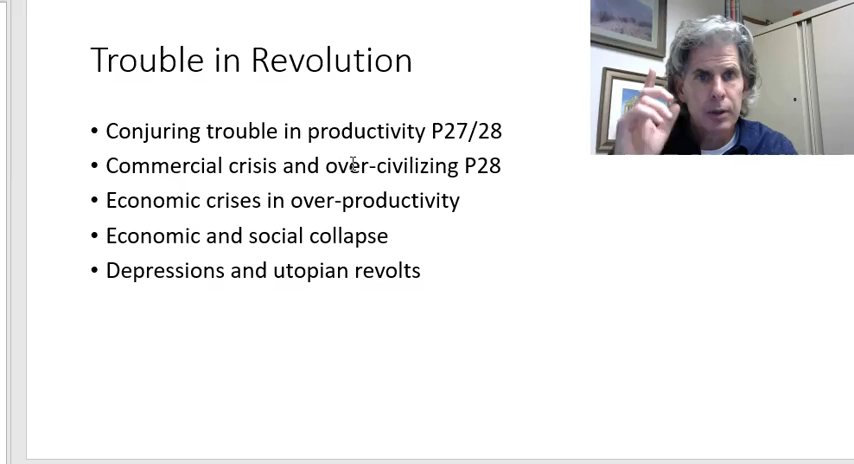 Trouble in Revolution
• Conjuring trouble in productivity P27/28
• Commercial crisis and over-civilizing P28
• Economic crises in over-productivity
• Economic and social collapse
• Depressions and utopian revolts